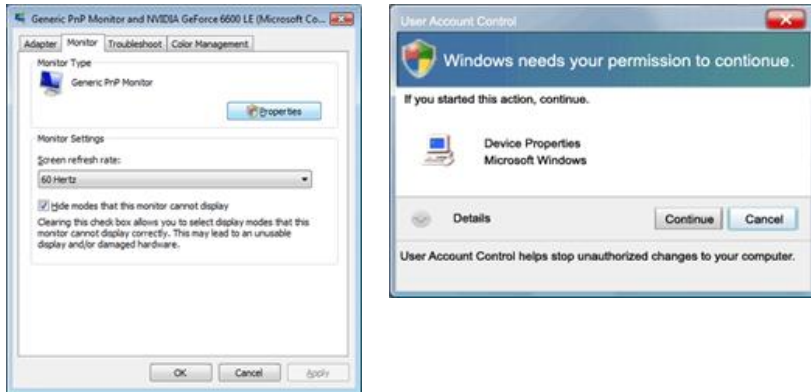 Generic PnP Monitor and NVIDIA GeForce 6600 LE (Microsoft Co...
Adapter Monitor Troubleshoot Color Management
Monitor Type
Generic PnP Monitor
Properties
Monitor Settings
Screen refresh rate:
60 Hertz
Hide modes that this monitor cannot display
Clearing this check box allows you to select display modes that this
monitor cannot display correctly. This may lead to an unusable
display and/or damaged hardware.
OK Cancel Apply
User Account Control
Windows needs your permission to contionue.
If you started this action, continue.
Device Properties
Microsoft Windows
Details Continue Cancel
User Account Control helps stop unauthorized changes to your computer.